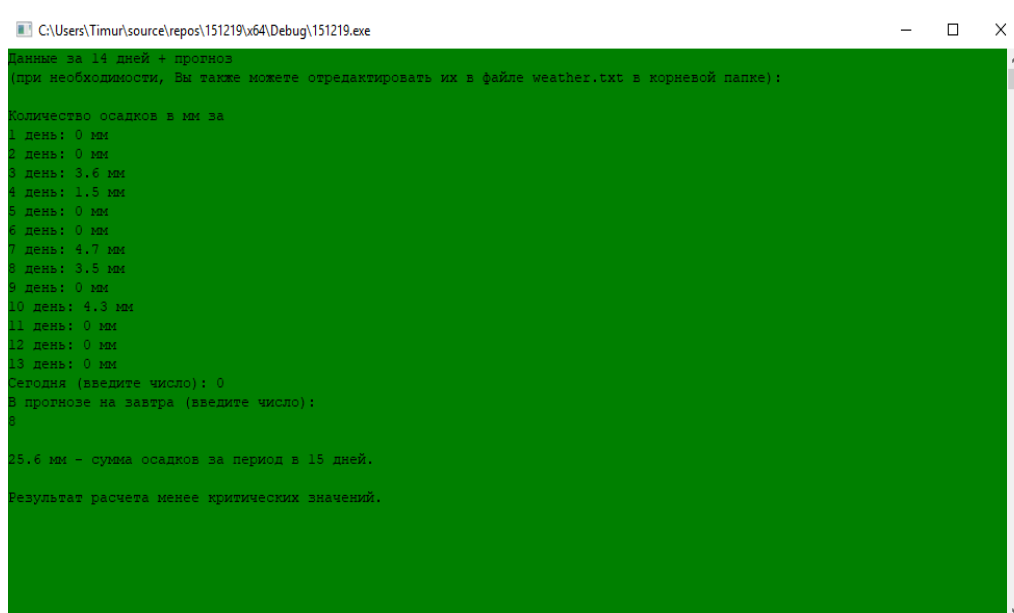 C:\Users\Timur\source\repos\151219\x64\Debug\151219.exe
Данные за 14 дней + прогноз
(при необходимости, Вы также можете отредактировать их в файле weather.txt в корневой папке):
Количество осадков в мм за
1 день: 0 мм
2 день: 0 мм
3 день: 3.6 мм
4 день: 1.5 мм
5 день: 0 мм
6 день: 0 мм
7 день: 4.7 мм
8 день: 3.5 мм
9 день: 0 мм
10 день: 4.3 мм
11 день: 0 мм
12 день: 0 мм
13 день: 0 мм
Сегодня (введите число): 0
В прогнозе на завтра (введите число):
8
25.6 мм - сумма осадков за период в 15 дней.
Результат расчета менее критических значений.